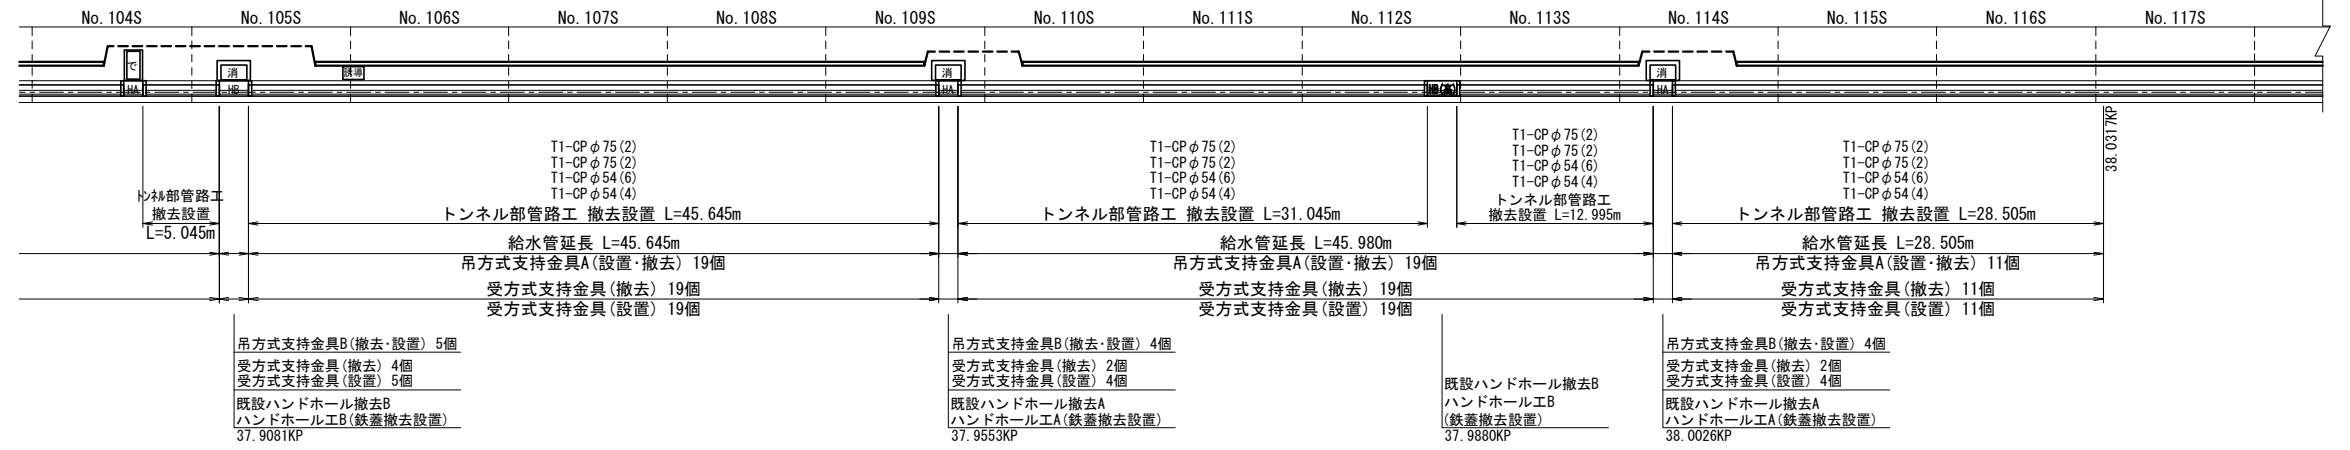 No.104S
No.105S
No.106S
No.107S
No.108S
No.109S
No.110S
No.111S
No.112S
No.113S
No.114S
No.115S
No.116S
No.117S
で
消
誘導
消
消
HA
HB
HA
HB(高)
HA
ﾄﾝﾈﾙ部管路工
撤去設置
L=5.045m
T1-CPφ75(2)
T1-CPφ75(2)
T1-CPφ54(6)
T1-CPφ54(4)
トンネル部管路工 撤去設置 L=45.645m
給水管延長 L=45.645m
吊方式支持金具A(設置・撤去) 19個
受方式支持金具(撤去) 19個
受方式支持金具(設置) 19個
T1-CPφ75(2)
T1-CPφ75(2)
T1-CPφ54(6)
T1-CPφ54(4)
トンネル部管路工 撤去設置 L=31.045m
T1-CPφ75(2)
T1-CPφ75(2)
T1-CPφ54(6)
T1-CPφ54(4)
トンネル部管路工
撤去設置 L=12.995m
給水管延長 L=45.980m
吊方式支持金具A(設置・撤去) 19個
受方式支持金具(撤去) 19個
受方式支持金具(設置) 19個
T1-CPφ75(2)
T1-CPφ75(2)
T1-CPφ54(6)
T1-CPφ54(4)
トンネル部管路工 撤去設置 L=28.505m
給水管延長 L=28.505m
吊方式支持金具A(設置・撤去) 11個
受方式支持金具(撤去) 11個
受方式支持金具(設置) 11個
38.0317KP
吊方式支持金具B(撤去・設置) 5個
受方式支持金具(撤去) 4個
受方式支持金具(設置) 5個
既設ハンドホール撤去B
ハンドホール工B(鉄蓋撤去設置)
37.9081KP
吊方式支持金具B(撤去・設置) 4個
受方式支持金具(撤去) 2個
受方式支持金具(設置) 4個
既設ハンドホール撤去A
ハンドホール工A(鉄蓋撤去設置)
37.9553KP
既設ハンドホール撤去B
ハンドホール工B
(鉄蓋撤去設置)
37.9880KP
吊方式支持金具B(撤去・設置) 4個
受方式支持金具(撤去) 2個
受方式支持金具(設置) 4個
既設ハンドホール撤去A
ハンドホール工A(鉄蓋撤去設置)
38.0026KP